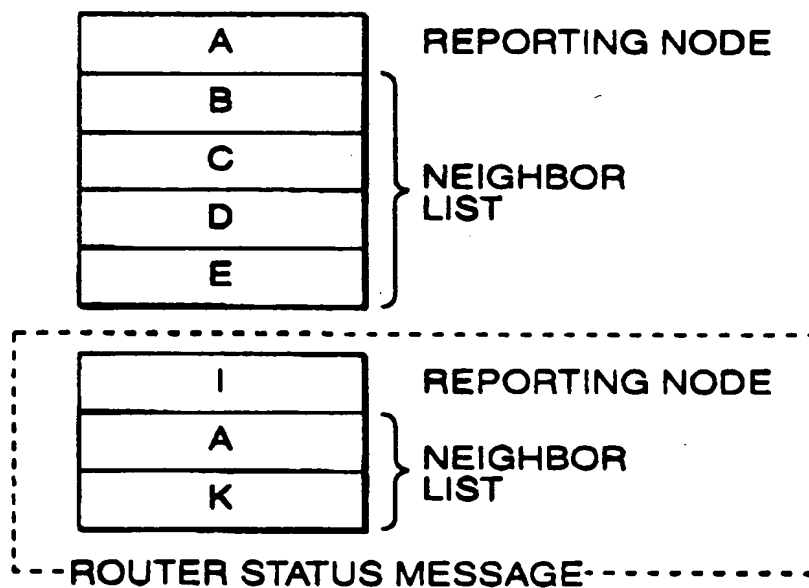 A REPORTING NODE
B
C
NEIGHBOR
LIST
D
E
I REPORTING NODE
A
NEIGHBOR
LIST
K
ROUTER STATUS MESSAGE